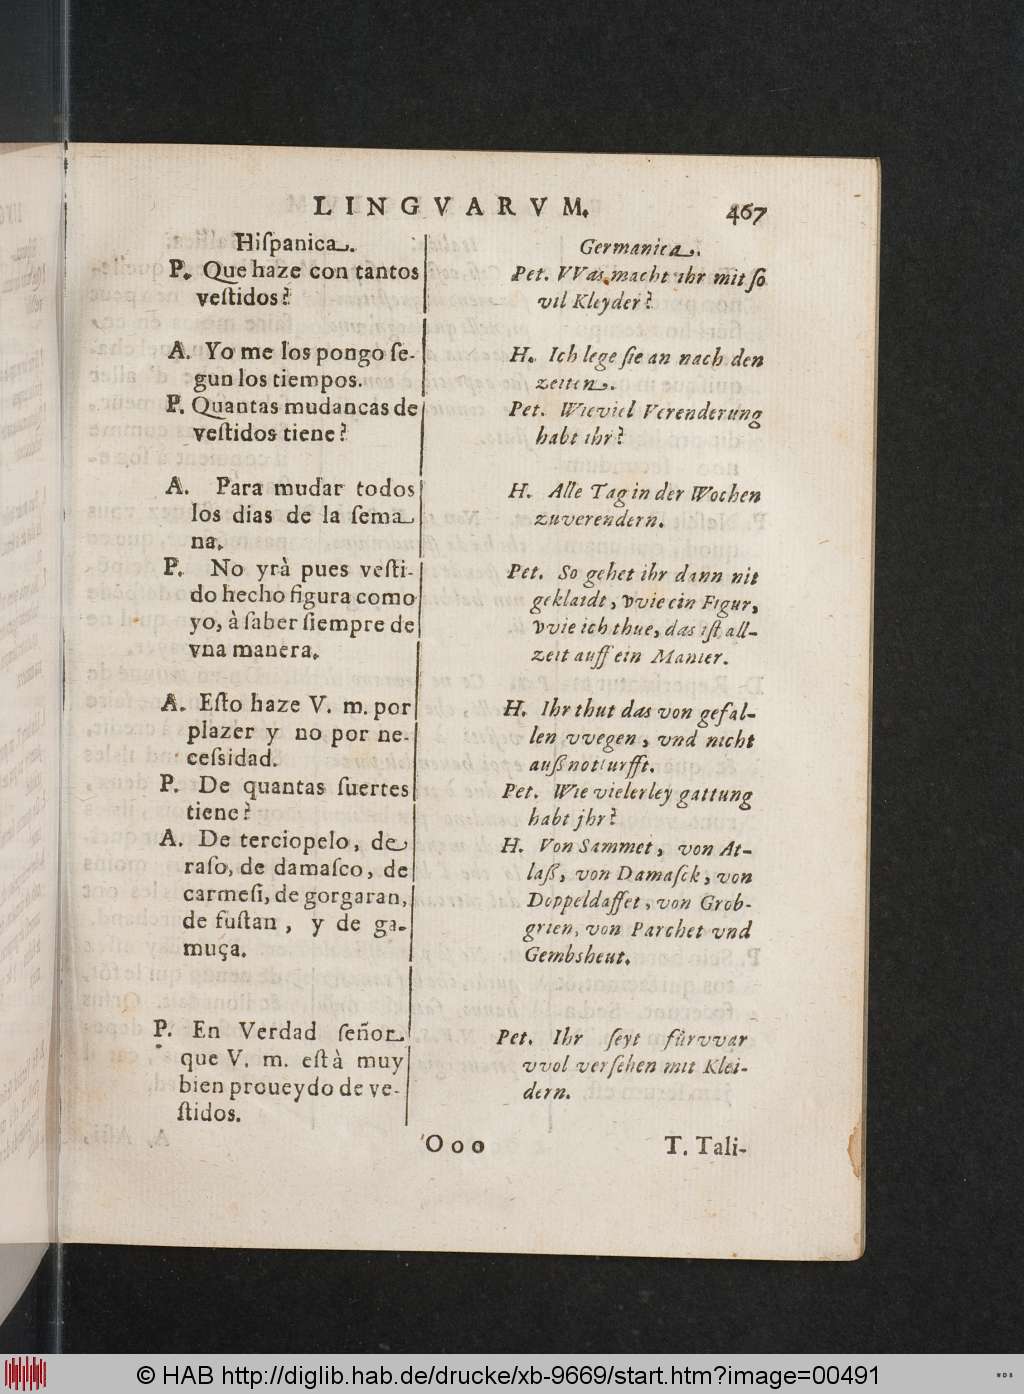 LINGVARVM.
467
Hiſpanica.
P. Que haze con tantos
veſtidos?
A. Yo me los pongo ſe-
gun los tiempos.
P. Quantas mudancas de
veſtidos tiene?
A. Para mudar todos
los dias de la ſema
na.
P. No yrà pues veſti-
do hecho figura como
yo, à ſaber ſiempre de
vna manera.
A. Eſto haze V. m. por
plazer y no por ne-
ceſsidad.
P. De quantas ſuertes
tiene?
A. De terciopelo, de
raſo, de damaſco, de
carmeſi, de gorgaran,
de fuſtan, y de ga-
muça.
P. En Verdad ſeñor
que V. m. eſtà muy
bien proueydo de ve-
ſtidos.
Germanica.
Pet. VVas macht ihr mit ſo
vil Kleyder?
H. Ich lege ſie an nach den
zeiten.
Pet. Wieviel Verenderung
habt ihr?
H. Alle Tag in der Wochen
zuverendern.
Pet. So gehet ihr dann nit
geklaidt, vvie ein Figur,
vvie ich thue, das iſt all-
zeit auff ein Manier.
H. Ihr thut das von gefal-
len vvegen, vnd nicht
auß notturfft.
Pet. Wie vielerley gattung
habt jhr?
H. Von Sammet, von At-
laß, von Damaſck, von
Doppeldaffet, von Grob-
grien, von Parchet vnd
Gembsheut.
Pet. Ihr ſeyt fürvvar
vvol verſehen mit Klei-
dern.
Ooo
T. Tali-
© HAB http://diglib.hab.de/drucke/xb-9669/start.htm?image=00491